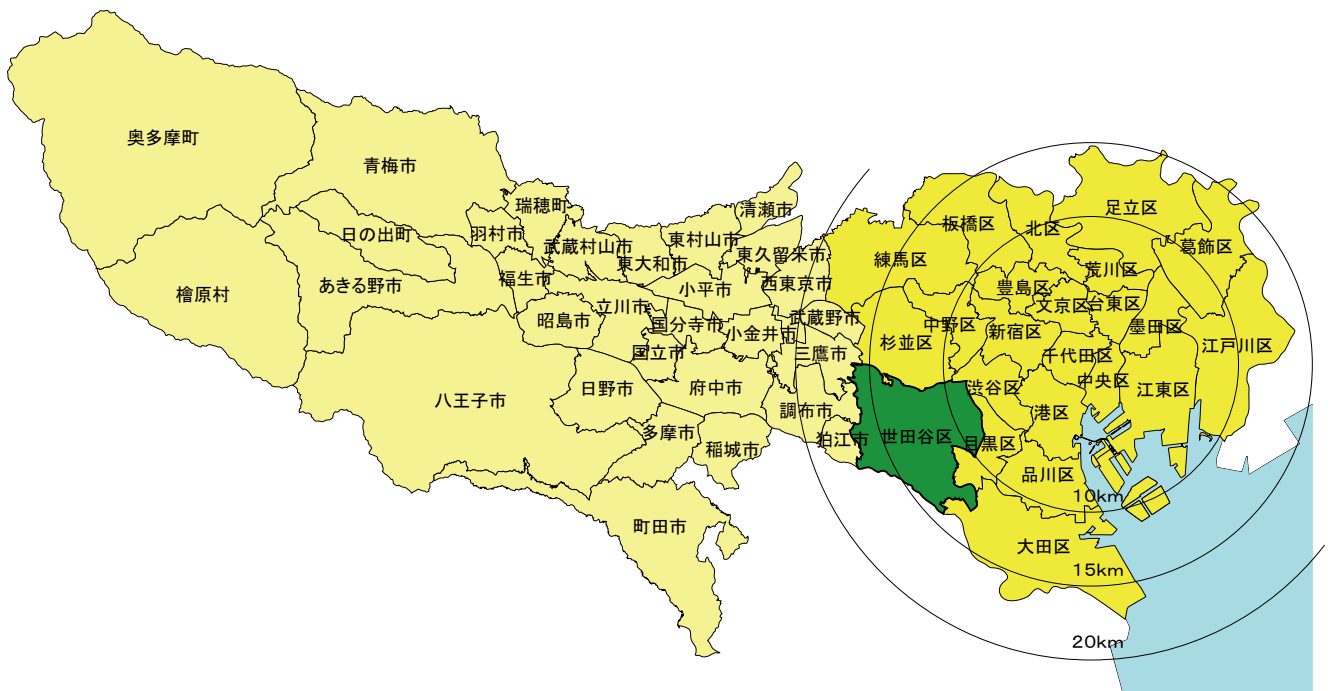 奥多摩町
青梅市
瑞穂町
清瀬市
足立区
板橋区
北区
日の出町
羽村市
武蔵村山市
東村山市
東久留米市
葛飾区
東大和市
練馬区
荒川区
檜原村
あきる野市
福生市
小平市
西東京市
豊島区
文京区
台東区
昭島市
立川市
国分寺市
小金井市
武蔵野市
杉並区
中野区
新宿区
墨田区
国立市
三鷹市
千代田区
江戸川区
八王子市
日野市
府中市
渋谷区
中央区
江東区
調布市
港区
多摩市
狛江市
世田谷区
目黒区
稲城市
品川区
10km
町田市
大田区
15km
20km